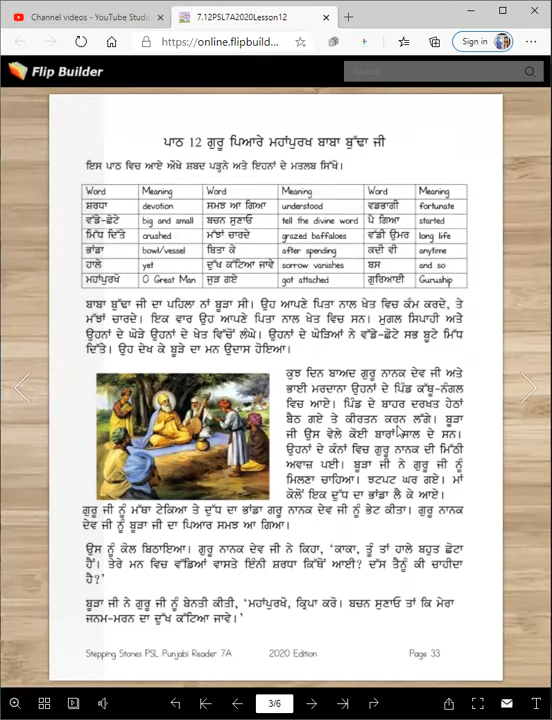 Channel videos - YouTube Studi
7.12PSL7A2020Lesson12
https://online.flipbuild...
Sign in
Flip Builder
Search
ਪਾਠ 12 ਗੁਰੂ ਪਿਆਰੇ ਮਹਾਂਪੁਰਖ ਬਾਬਾ ਬੁੱਢਾ ਜੀ
ਇਸ ਪਾਠ ਵਿਚ ਆਏ ਔਖੇ ਸ਼ਬਦ ਪੜ੍ਹਨੇ ਅਤੇ ਇਹਨਾਂ ਦੇ ਮਤਲਬ ਸਿੱਖੋ।
Word Meaning Word Meaning Word Meaning
ਸ਼ਰਧਾ devotion ਸਮਝ ਆ ਗਿਆ understood ਵਡਭਾਗੀ fortunate
ਵੱਡੇ-ਛੋਟੇ big and small ਬਚਨ ਸੁਣਾਓ tell the divine word ਪੈ ਗਿਆ started
ਮਿੱਧ ਦਿੱਤੇ crushed ਮੱਝਾਂ ਚਾਰਦੇ grazed baffaloes ਵੱਡੀ ਉਮਰ long life
ਭਾਂਡਾ bowl/vessel ਬਿਤਾ ਕੇ after spending ਕਦੀ ਵੀ anytime
ਹਾਲੇ yet ਦੁੱਖ ਕੱਟਿਆ ਜਾਵੇ sorrow vanishes ਬਸ and so
ਮਹਾਂਪੁਰਖੋ O Great Man ਜੁੜ ਗਏ got attached ਗੁਰਿਆਈ Guruship
ਬਾਬਾ ਬੁੱਢਾ ਜੀ ਦਾ ਪਹਿਲਾ ਨਾਂ ਬੂੜਾ ਸੀ। ਉਹ ਆਪਣੇ ਪਿਤਾ ਨਾਲ ਖੇਤ ਵਿਚ ਕੰਮ ਕਰਦੇ, ਤੇ
ਮੱਝਾਂ ਚਾਰਦੇ। ਇਕ ਵਾਰ ਉਹ ਆਪਣੇ ਪਿਤਾ ਨਾਲ ਖੇਤ ਵਿਚ ਸਨ। ਮੁਗਲ ਸਿਪਾਹੀ ਅਤੇ
ਉਹਨਾਂ ਦੇ ਘੋੜੇ ਉਹਨਾਂ ਦੇ ਖੇਤ ਵਿੱਚੋਂ ਲੰਘੇ। ਉਹਨਾਂ ਦੇ ਘੋੜਿਆਂ ਨੇ ਵੱਡੇ-ਛੋਟੇ ਸਭ ਬੂਟੇ ਮਿੱਧ
ਦਿੱਤੇ। ਉਹ ਦੇਖ ਕੇ ਬੂੜੇ ਦਾ ਮਨ ਉਦਾਸ ਹੋਇਆ।
ਕੁਝ ਦਿਨ ਬਾਅਦ ਗੁਰੂ ਨਾਨਕ ਦੇਵ ਜੀ ਅਤੇ
ਭਾਈ ਮਰਦਾਨਾ ਉਹਨਾਂ ਦੇ ਪਿੰਡ ਕੱਥੂ-ਨੰਗਲ
ਵਿਚ ਆਏ। ਪਿੰਡ ਦੇ ਬਾਹਰ ਦਰਖਤ ਹੇਠਾਂ
ਬੈਠ ਗਏ ਤੇ ਕੀਰਤਨ ਕਰਨ ਲੱਗੇ। ਬੂੜਾ
ਜੀ ਉਸ ਵੇਲੇ ਕੋਈ ਬਾਰਾਂ ਸਾਲ ਦੇ ਸਨ।
ਉਹਨਾਂ ਦੇ ਕੰਨਾਂ ਵਿਚ ਗੁਰੂ ਨਾਨਕ ਦੀ ਮਿੱਠੀ
ਅਵਾਜ਼ ਪਈ। ਬੂੜਾ ਜੀ ਨੇ ਗੁਰੂ ਜੀ ਨੂੰ
ਮਿਲਣਾ ਚਾਹਿਆ। ਝਟਪਟ ਘਰ ਗਏ। ਮਾਂ
ਕੋਲੋਂ ਇਕ ਦੁੱਧ ਦਾ ਭਾਂਡਾ ਲੈ ਕੇ ਆਏ।
ਗੁਰੂ ਜੀ ਨੂੰ ਮੱਥਾ ਟੇਕਿਆ ਤੇ ਦੁੱਧ ਦਾ ਭਾਂਡਾ ਗਰੂ ਨਾਨਕ ਦੇਵ ਜੀ ਨੂੰ ਭੇਟ ਕੀਤਾ। ਗੁਰੂ ਨਾਨਕ
ਦੇਵ ਜੀ ਨੂੰ ਬੂੜਾ ਜੀ ਦਾ ਪਿਆਰ ਸਮਝ ਆ ਗਿਆ।
ਉਸ ਨੂੰ ਕੋਲ ਬਿਠਾਇਆ। ਗੁਰੂ ਨਾਨਕ ਦੇਵ ਜੀ ਨੇ ਕਿਹਾ, 'ਕਾਕਾ, ਤੂੰ ਤਾਂ ਹਾਲੇ ਬਹੁਤ ਛੋਟਾ
ਹੈਂ। ਤੇਰੇ ਮਨ ਵਿਚ ਵੱਡਿਆਂ ਵਾਸਤੇ ਇੰਨੀ ਸ਼ਰਧਾ ਕਿੱਥੋਂ ਆਈ? ਦੱਸ ਤੈਨੂੰ ਕੀ ਚਾਹੀਦਾ
ਹੈ?'
ਬੂੜਾ ਜੀ ਨੇ ਗੁਰੂ ਜੀ ਨੂੰ ਬੇਨਤੀ ਕੀਤੀ, 'ਮਹਾਂਪੁਰਖੋ, ਕ੍ਰਿਪਾ ਕਰੋ। ਬਚਨ ਸੁਣਾਓ ਤਾਂ ਕਿ ਮੇਰਾ
ਜਨਮ-ਮਰਨ ਦਾ ਦੁੱਖ ਕੱਟਿਆ ਜਾਵੇ।'
Stepping Stones PSL Punjabi Reader 7A 2020 Edition Page 33
3/6